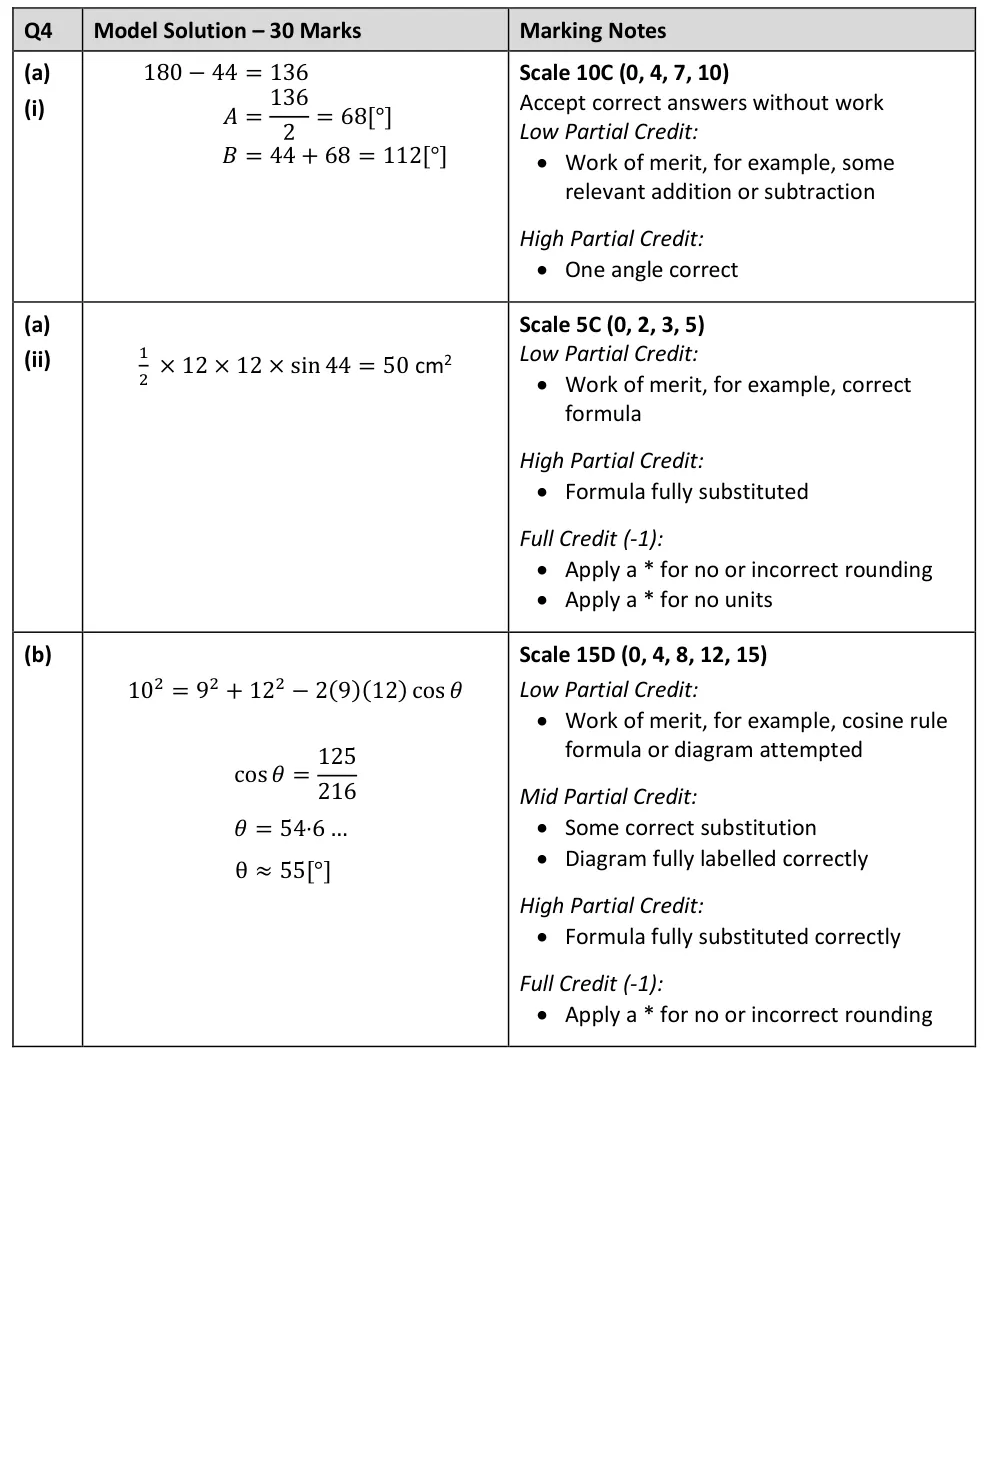 Q4 Model Solution – 30 Marks Marking Notes
(a)
(i)
180 − 44 = 136
A = 136/2 = 68[°]
B = 44 + 68 = 112[°]
Scale 10C (0, 4, 7, 10)
Accept correct answers without work
Low Partial Credit:
• Work of merit, for example, some
relevant addition or subtraction
High Partial Credit:
• One angle correct
(a)
(ii)
1/2 × 12 × 12 × sin 44 = 50 cm²
Scale 5C (0, 2, 3, 5)
Low Partial Credit:
• Work of merit, for example, correct
formula
High Partial Credit:
• Formula fully substituted
Full Credit (-1):
• Apply a * for no or incorrect rounding
• Apply a * for no units
(b)
10² = 9² + 12² − 2(9)(12) cos θ
cos θ = 125/216
θ = 54·6 …
θ ≈ 55[°]
Scale 15D (0, 4, 8, 12, 15)
Low Partial Credit:
• Work of merit, for example, cosine rule
formula or diagram attempted
Mid Partial Credit:
• Some correct substitution
• Diagram fully labelled correctly
High Partial Credit:
• Formula fully substituted correctly
Full Credit (-1):
• Apply a * for no or incorrect rounding